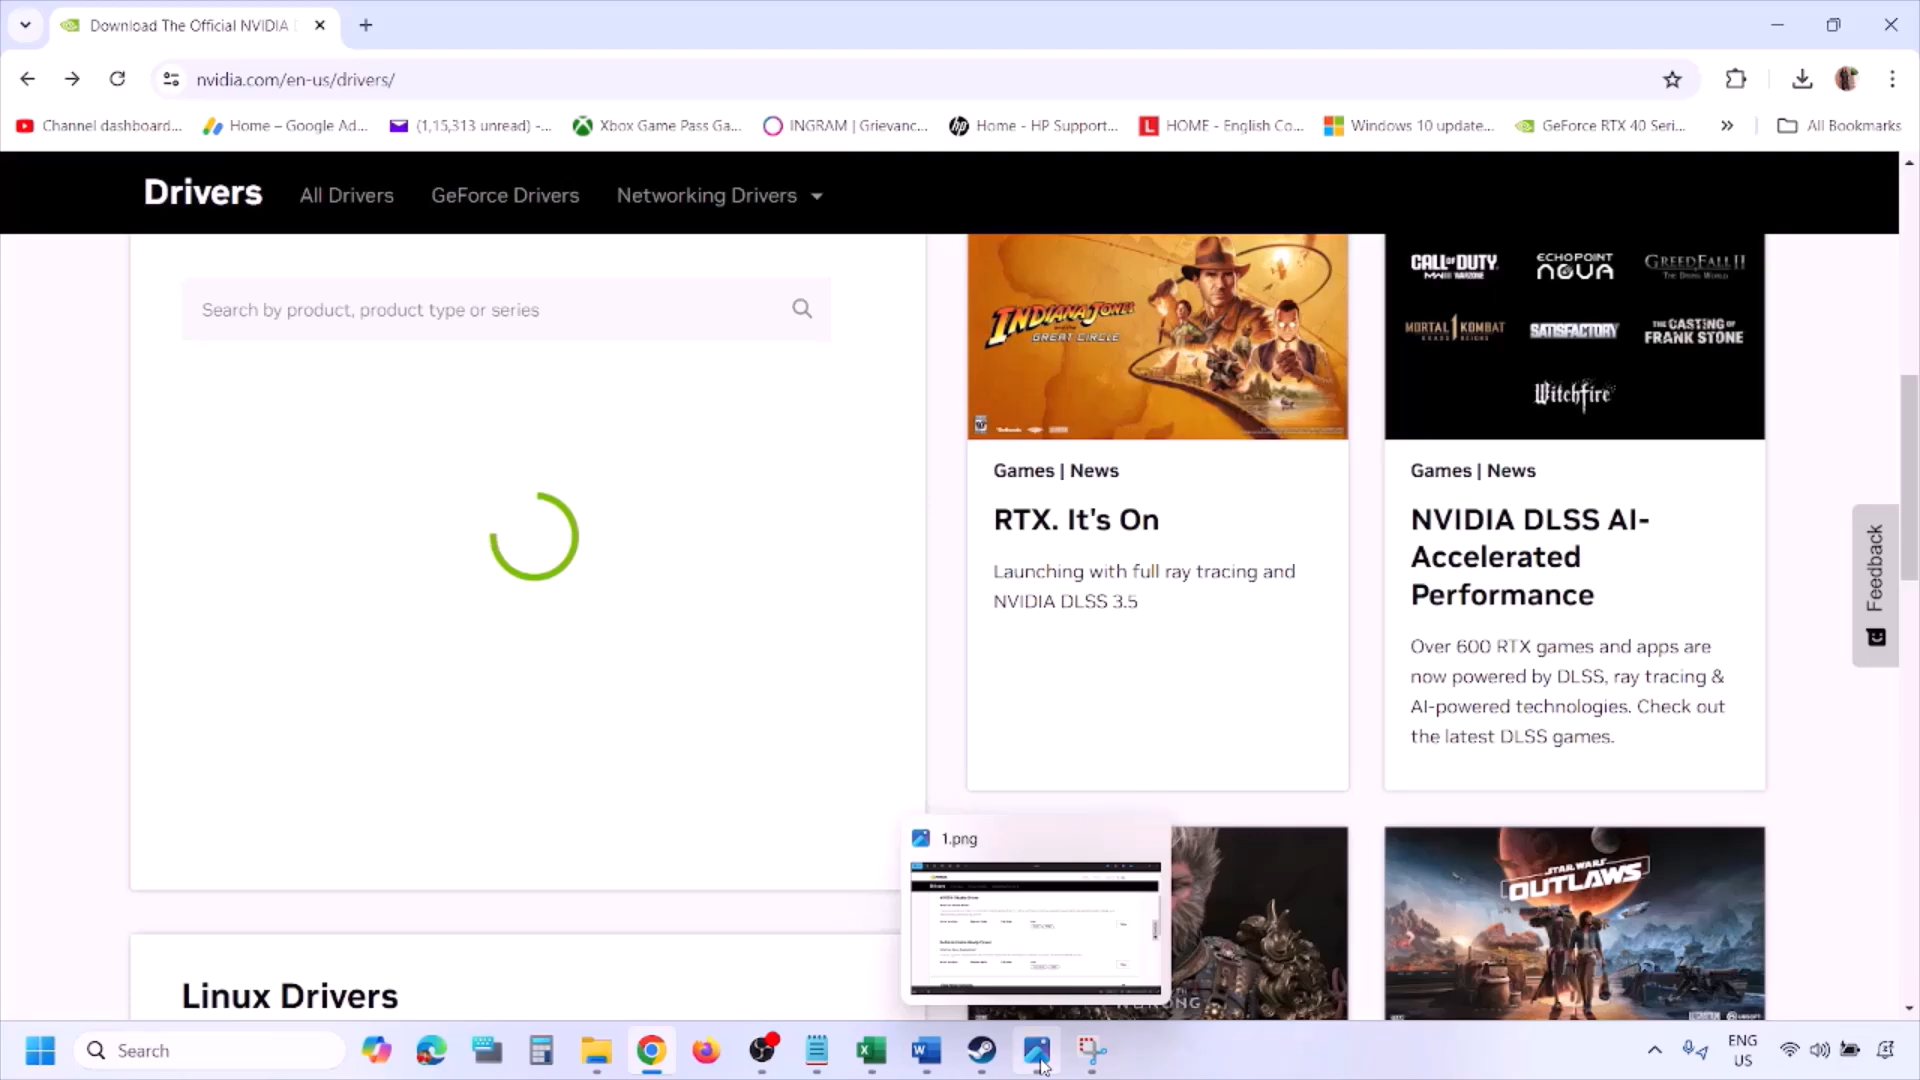 Download The Official NVIDIA
nvidia.com/en-us/drivers/
Channel dashboard...
Home – Google Ad...
(1,15,313 unread) -...
Xbox Game Pass Ga...
INGRAM | Grievanc...
Home - HP Support...
HOME - English Co...
Windows 10 update...
GeForce RTX 40 Seri...
All Bookmarks
Drivers
All Drivers
GeForce Drivers
Networking Drivers
Search by product, product type or series
INDIANA JONES
GREAT CIRCLE
CALL OF DUTY
ECHOPOINT
NOVA
GREEDFALL II
MORTAL KOMBAT 1
SATISFACTORY
THE CASTING OF
FRANK STONE
Witchfire
Games | News
RTX. It's On
Launching with full ray tracing and
NVIDIA DLSS 3.5
Games | News
NVIDIA DLSS AI-
Accelerated
Performance
Over 600 RTX games and apps are
now powered by DLSS, ray tracing &
AI-powered technologies. Check out
the latest DLSS games.
Feedback
1.png
Drivers
STAR WARS
OUTLAWS
Linux Drivers
Search
ENG
US